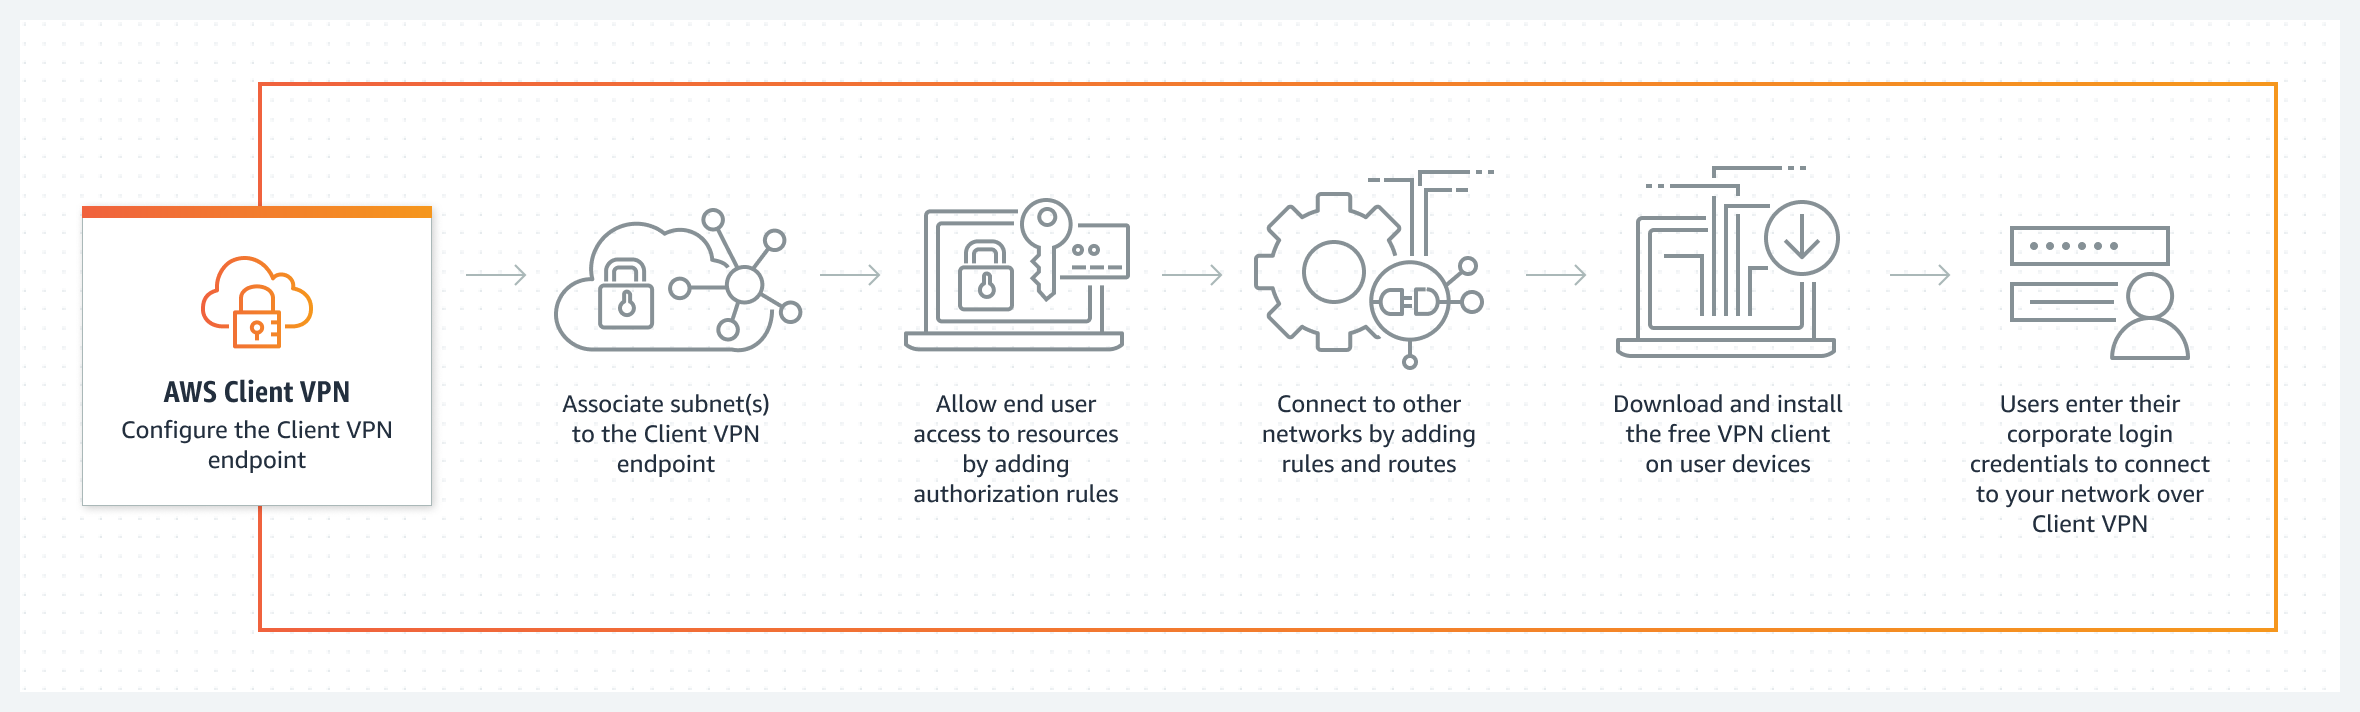 AWS Client VPN
Configure the Client VPN
endpoint
Associate subnet(s)
to the Client VPN
endpoint
Allow end user
access to resources
by adding
authorization rules
Connect to other
networks by adding
rules and routes
Download and install
the free VPN client
on user devices
Users enter their
corporate login
credentials to connect
to your network over
Client VPN